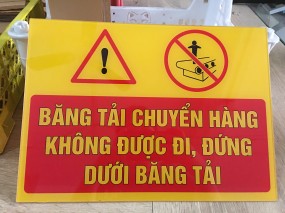 BĂNG TẢI CHUYỂN HÀNG
KHÔNG ĐƯỢC ĐI, ĐỨNG
DƯỚI BĂNG TẢI